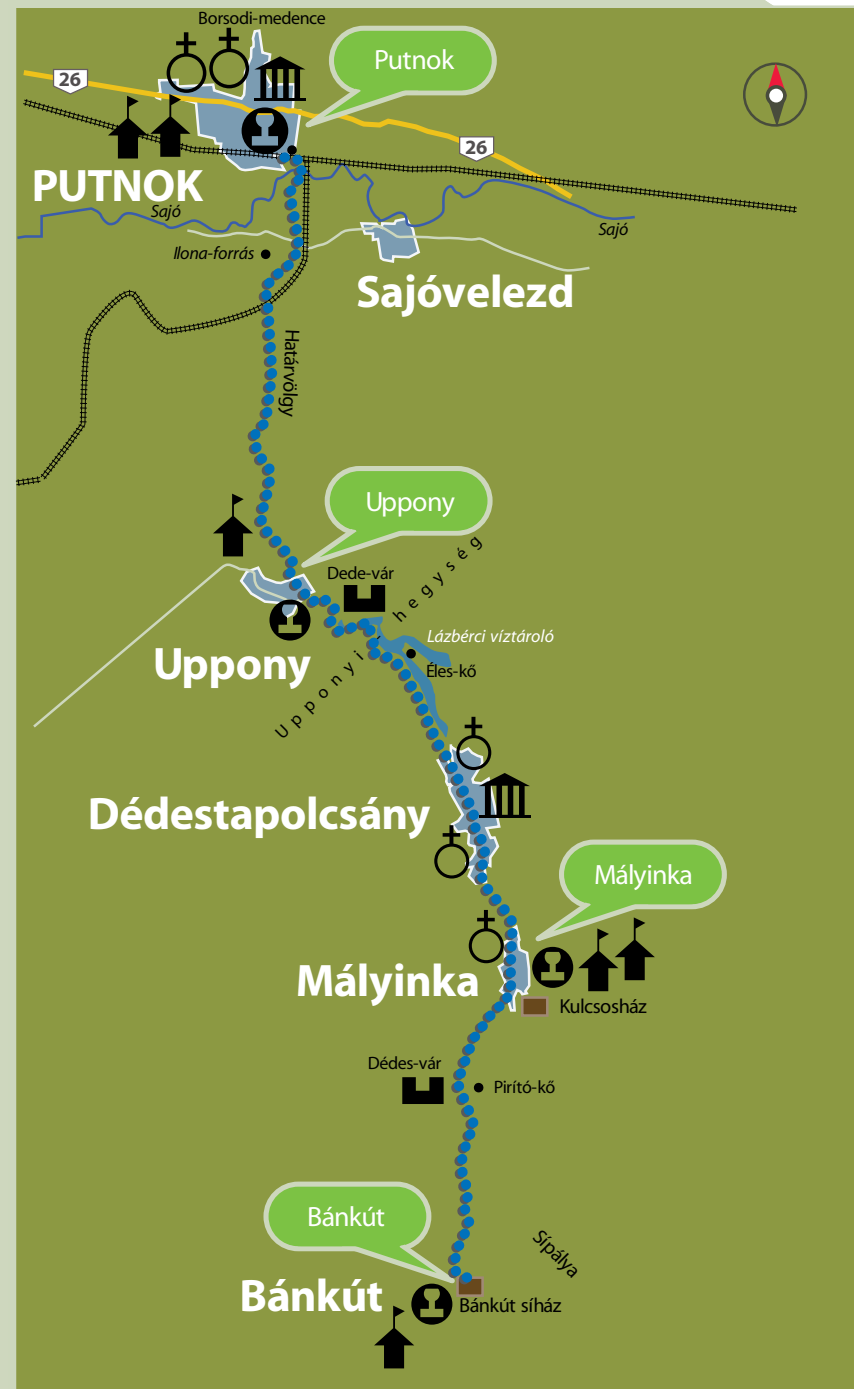 Borsodi-medence
Putnok
26
26
PUTNOK
Sajó
Sajó
Ilona-forrás
Sajóvelezd
Határvölgy
Uppony
Dede-vár
Upponyi hegység
Lázbérci víztároló
Éles-kő
Uppony
Dédestapolcsány
Mályinka
Mályinka
Kulcsosház
Dédes-vár
Pirító-kő
Bánkút
Sípálya
Bánkút
Bánkút síház